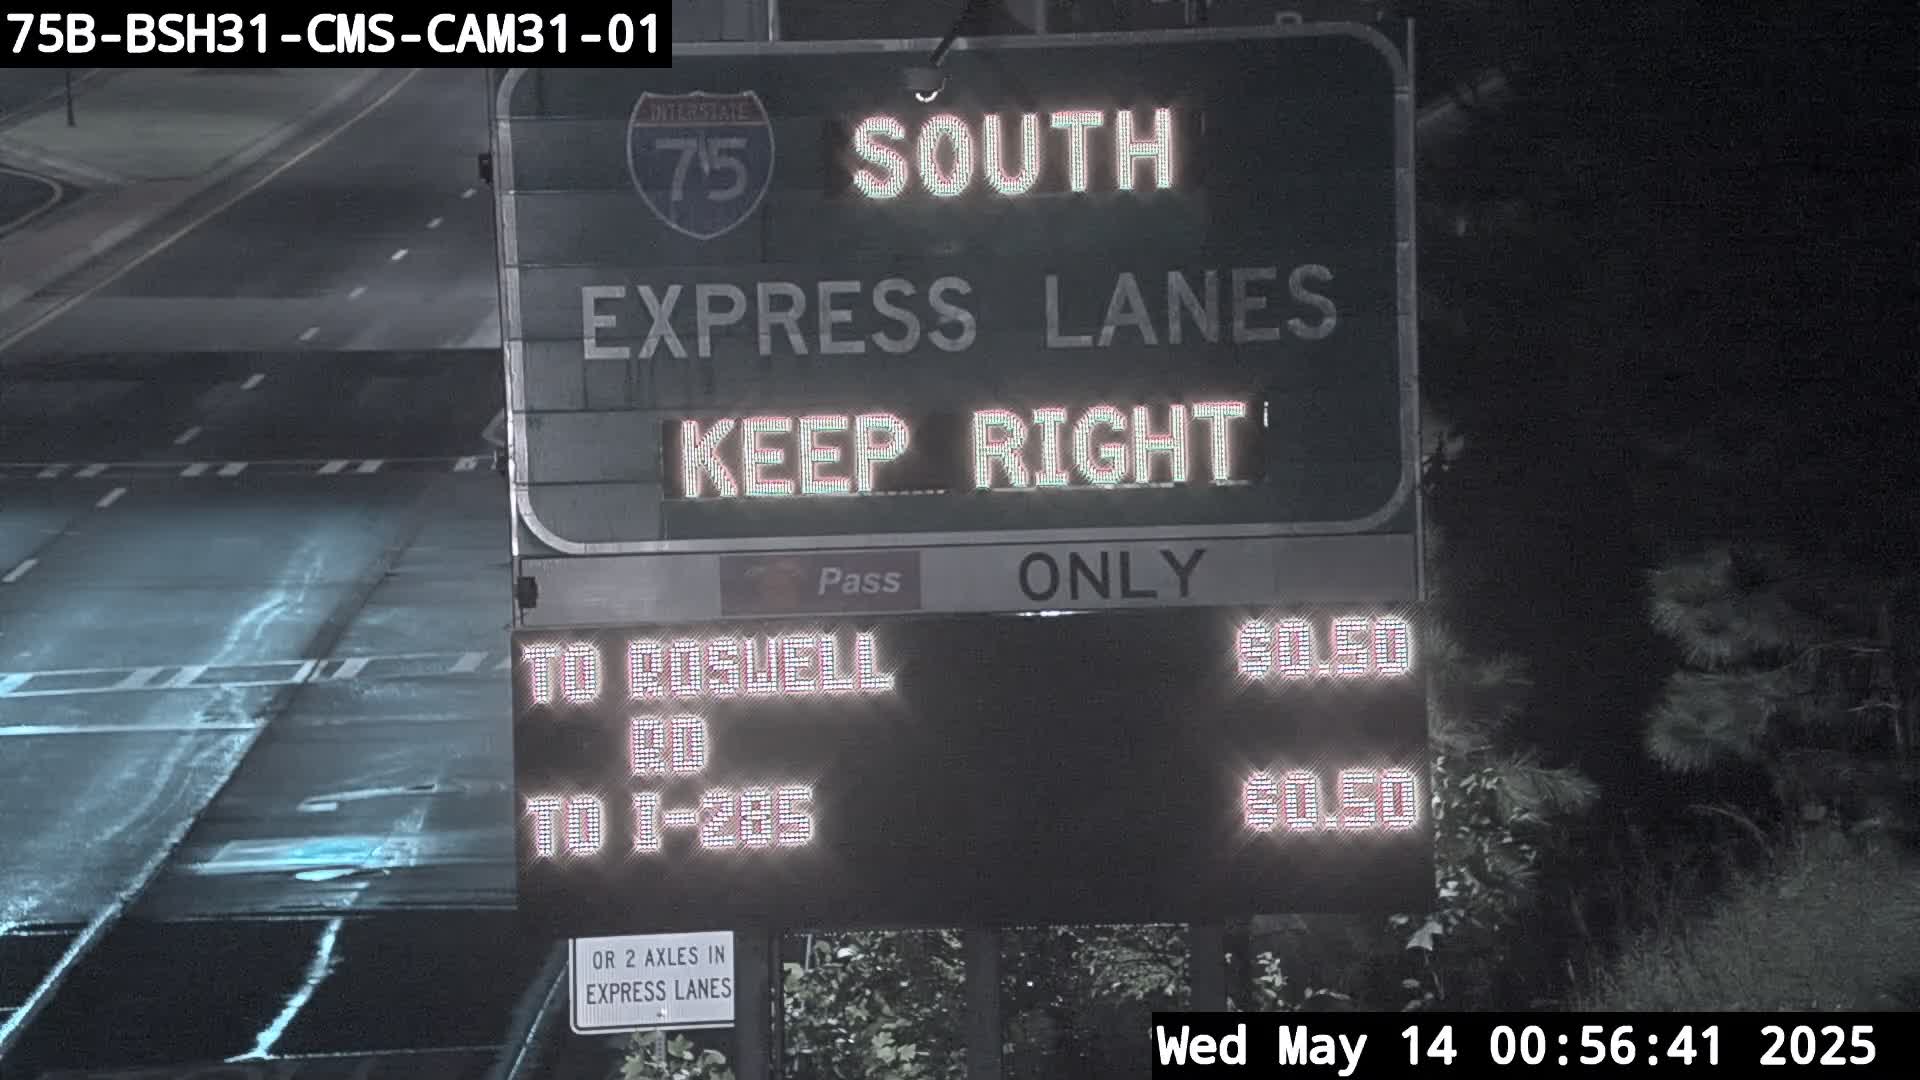 75B-BSH31-CMS-CAM31-01
INTERSTATE
75
SOUTH
EXPRESS LANES
KEEP RIGHT
Pass ONLY
TO ROSWELL $0.50
RD
TO I-285 $0.50
OR 2 AXLES IN
EXPRESS LANES
Wed May 14 00:56:41 2025